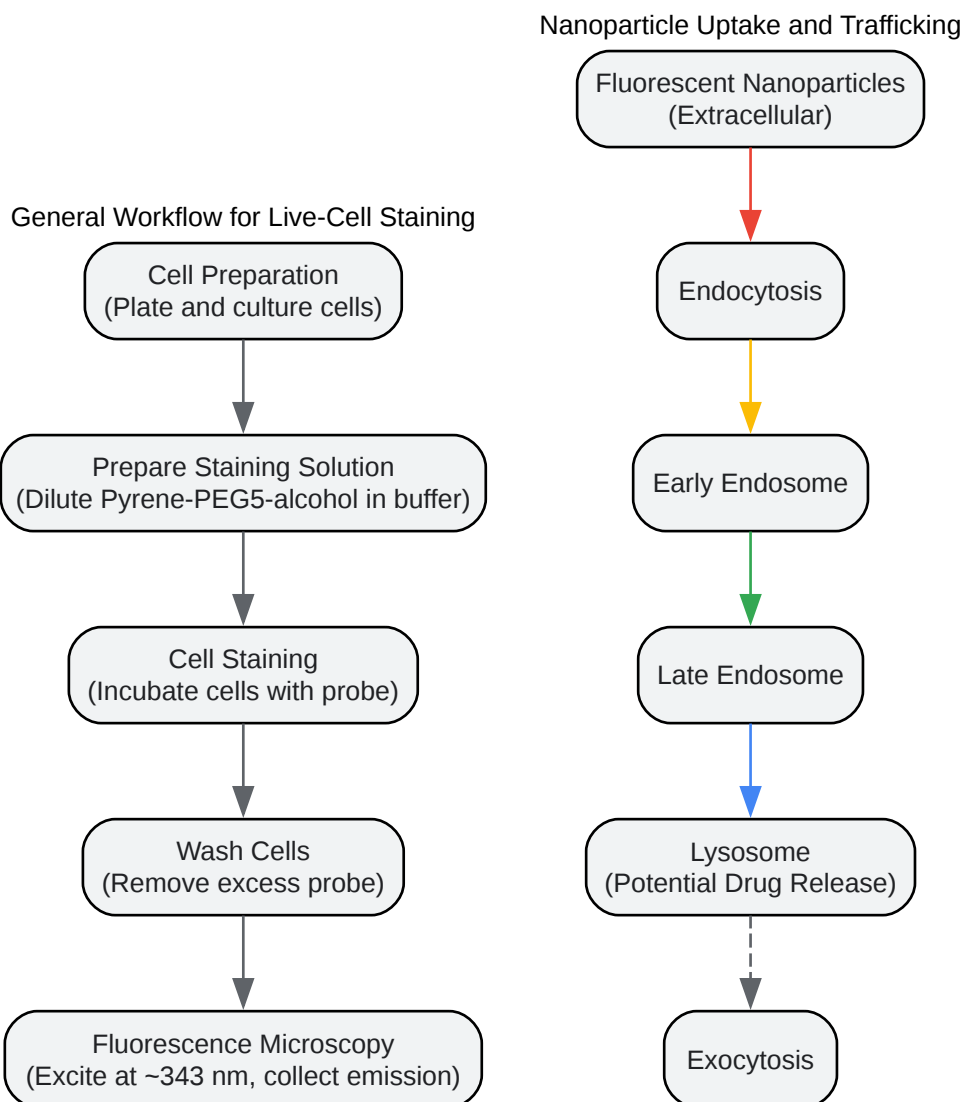 General Workflow for Live-Cell Staining
Cell Preparation
(Plate and culture cells)
Prepare Staining Solution
(Dilute Pyrene-PEG5-alcohol in buffer)
Cell Staining
(Incubate cells with probe)
Wash Cells
(Remove excess probe)
Fluorescence Microscopy
(Excite at ~343 nm, collect emission)
Nanoparticle Uptake and Trafficking
Fluorescent Nanoparticles
(Extracellular)
Endocytosis
Early Endosome
Late Endosome
Lysosome
(Potential Drug Release)
Exocytosis